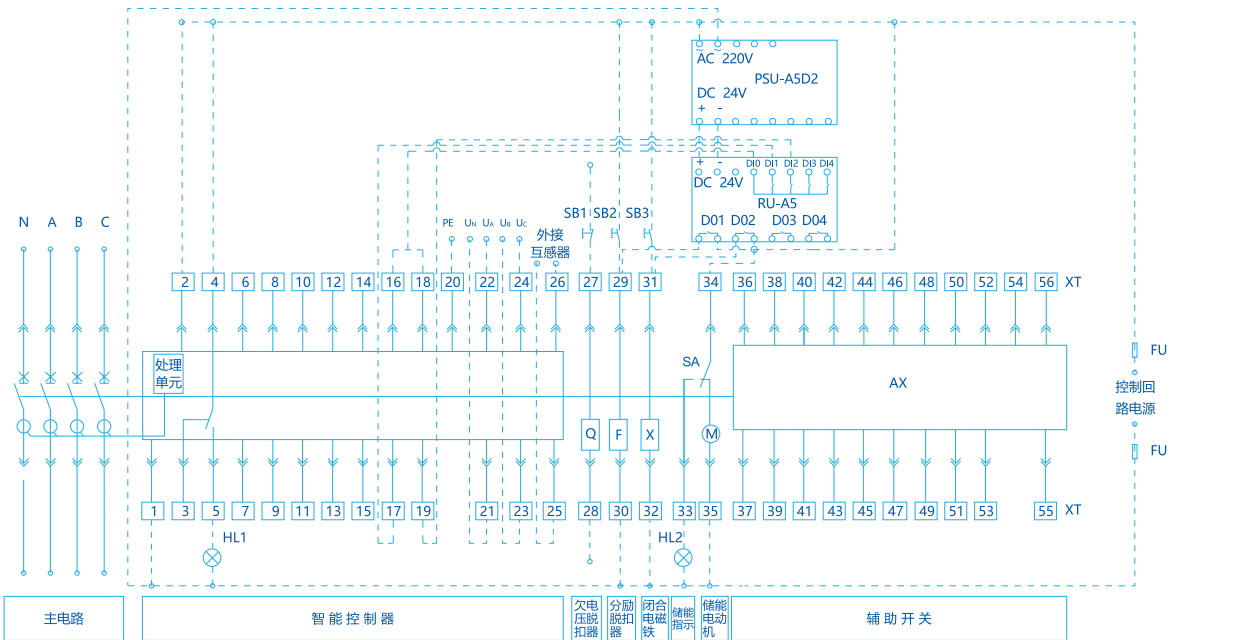 AC 220V
PSU-A5D2
DC 24V
+ -
+ - DI0 DI1 DI2 DI3 DI4
DC 24V
RU-A5
D01 D02 D03 D04
SB1 SB2 SB3
N A B C
PE UN UA UB UC
外接
互感器
2 4 6 8 10 12 14 16 18 20 22 24 26 27 29 31 34 36 38 40 42 44 46 48 50 52 54 56 XT
处理
单元
SA
AX
FU
控制回
路电源
FU
Q F X M
1 3 5 7 9 11 13 15 17 19 21 23 25 28 30 32 33 35 37 39 41 43 45 47 49 51 53 55 XT
HL1 HL2
主电路
智能控制器
欠电
压脱
扣器
分励
脱扣
器
闭合
电磁
铁
储能
指示
储能
电动
机
辅助开关